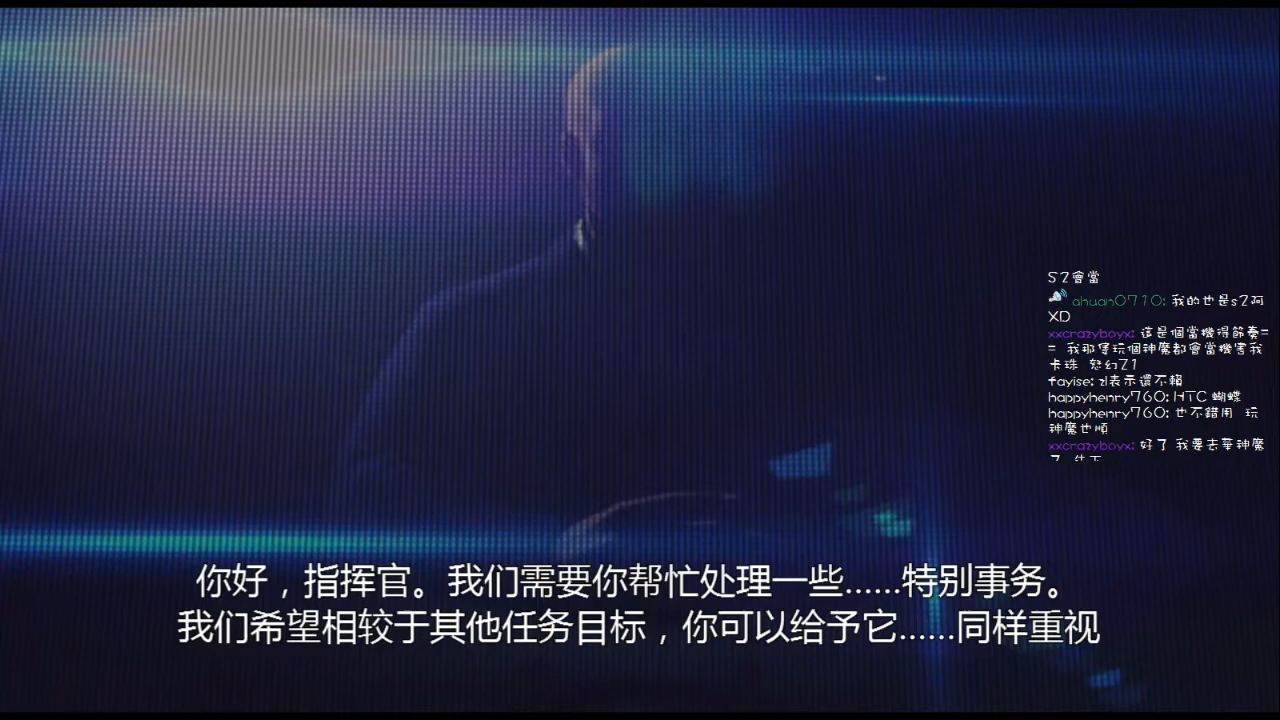 S2會當
ahuan0710: 我的也是s2阿
XD
xxcrazyboyx: 這是個當機得節奏=
= 我那隻玩個神魔都會當機害我
卡珠 怒幻21
fayise: zl表示還不賴
happyhenry760: HTC 蝴蝶
happyhenry760: 也不錯用 玩
神魔也順
xxcrazyboyx: 好了 我要去華神魔
你好，指挥官。我们需要你帮忙处理一些……特别事务。
我们希望相较于其他任务目标，你可以给予它……同样重视